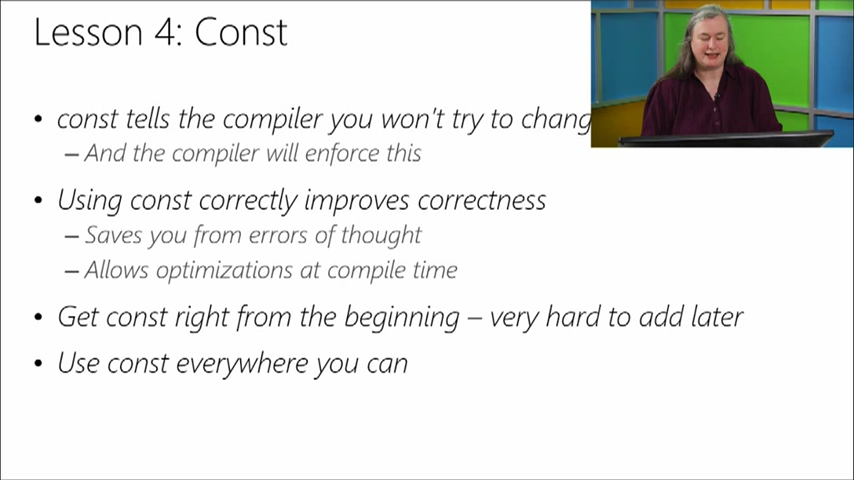 Lesson 4: Const
• const tells the compiler you won't try to chang
– And the compiler will enforce this
• Using const correctly improves correctness
– Saves you from errors of thought
– Allows optimizations at compile time
• Get const right from the beginning – very hard to add later
• Use const everywhere you can